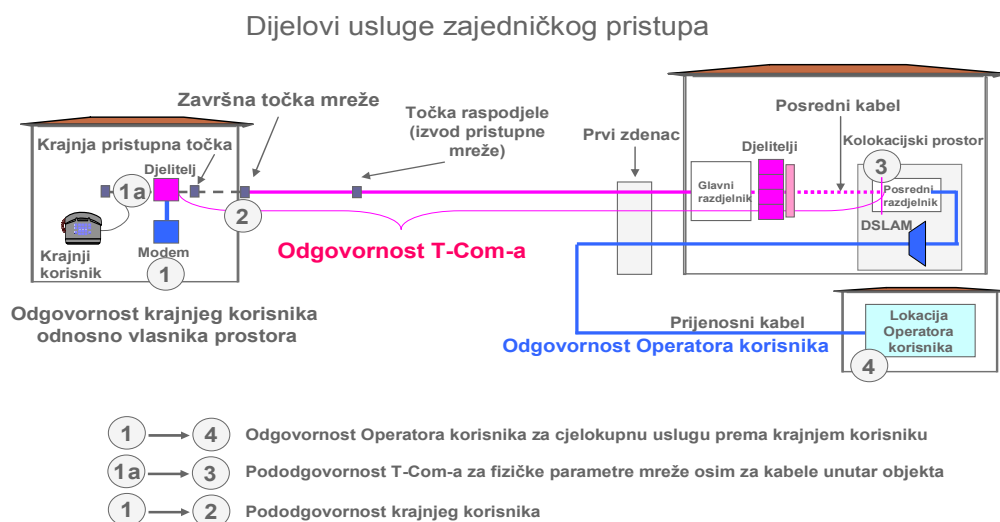 Dijelovi usluge zajedničkog pristupa
Završna točka mreže
Točka raspodjele
(izvod pristupne
mreže)
Prvi zdenac
Posredni kabel
Kolokacijski prostor
Krajnja pristupna točka
Djelitelj
Djelitelji
1a
3
Glavni
razdjelnik
Posredni
razdjelnik
2
DSLAM
Krajnji
korisnik
Modem
1
Odgovornost T-Com-a
Odgovornost krajnjeg korisnika
odnosno vlasnika prostora
Prijenosni kabel
Odgovornost Operatora korisnika
Lokacija
Operatora
korisnika
4
1 4 Odgovornost Operatora korisnika za cjelokupnu uslugu prema krajnjem korisniku
1a 3 Pododgovornost T-Com-a za fizičke parametre mreže osim za kabele unutar objekta
1 2 Pododgovornost krajnjeg korisnika